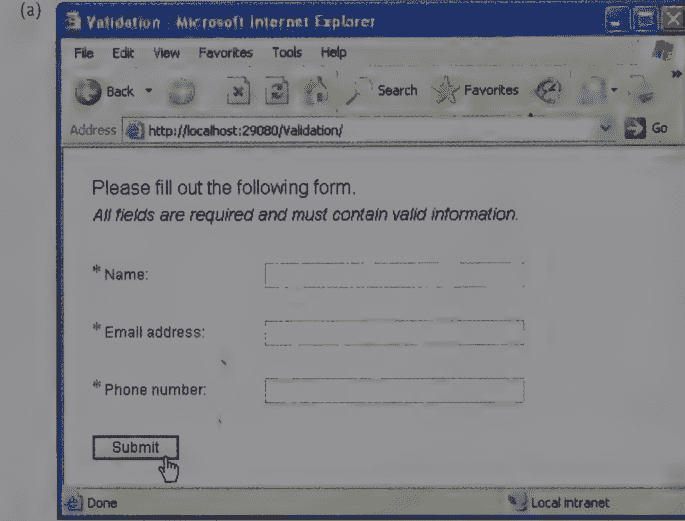 (a)
Validation - Microsoft Internet Explorer
File Edit View Favorites Tools Help
Back Search Favorites
Address http://localhost:29080/Validation/ Go
Please fill out the following form.
All fields are required and must contain valid information.
* Name:
* Email address:
* Phone number:
Submit
Done Local intranet